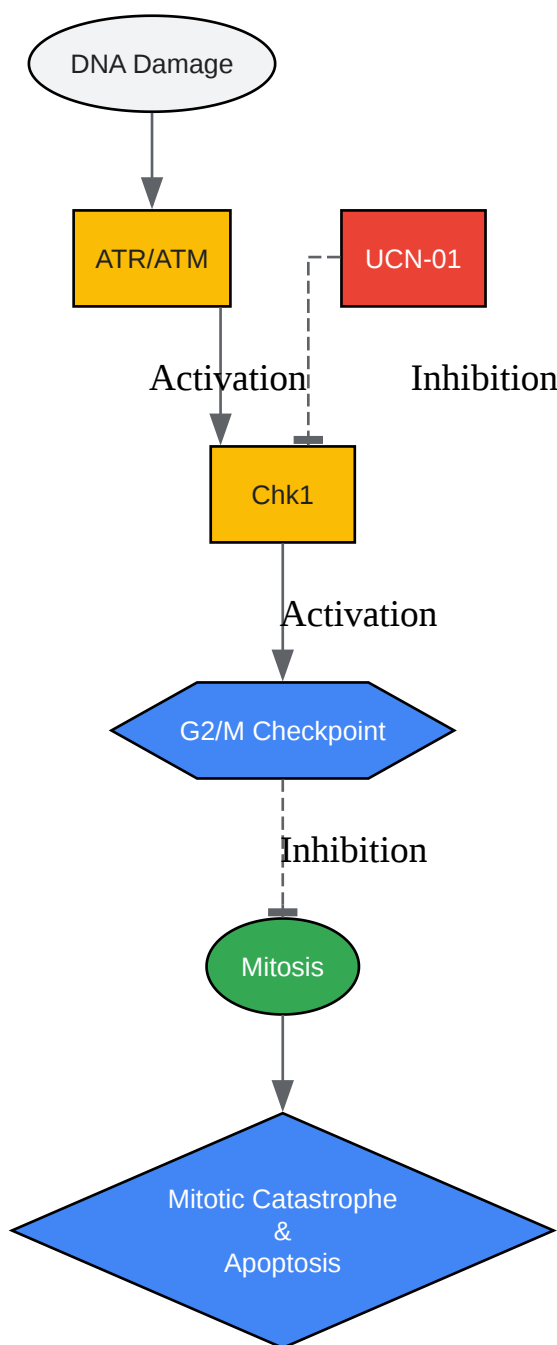 DNA Damage
ATR/ATM
UCN-01
Activation
Inhibition
Chk1
Activation
G2/M Checkpoint
Inhibition
Mitosis
Mitotic Catastrophe
&
Apoptosis